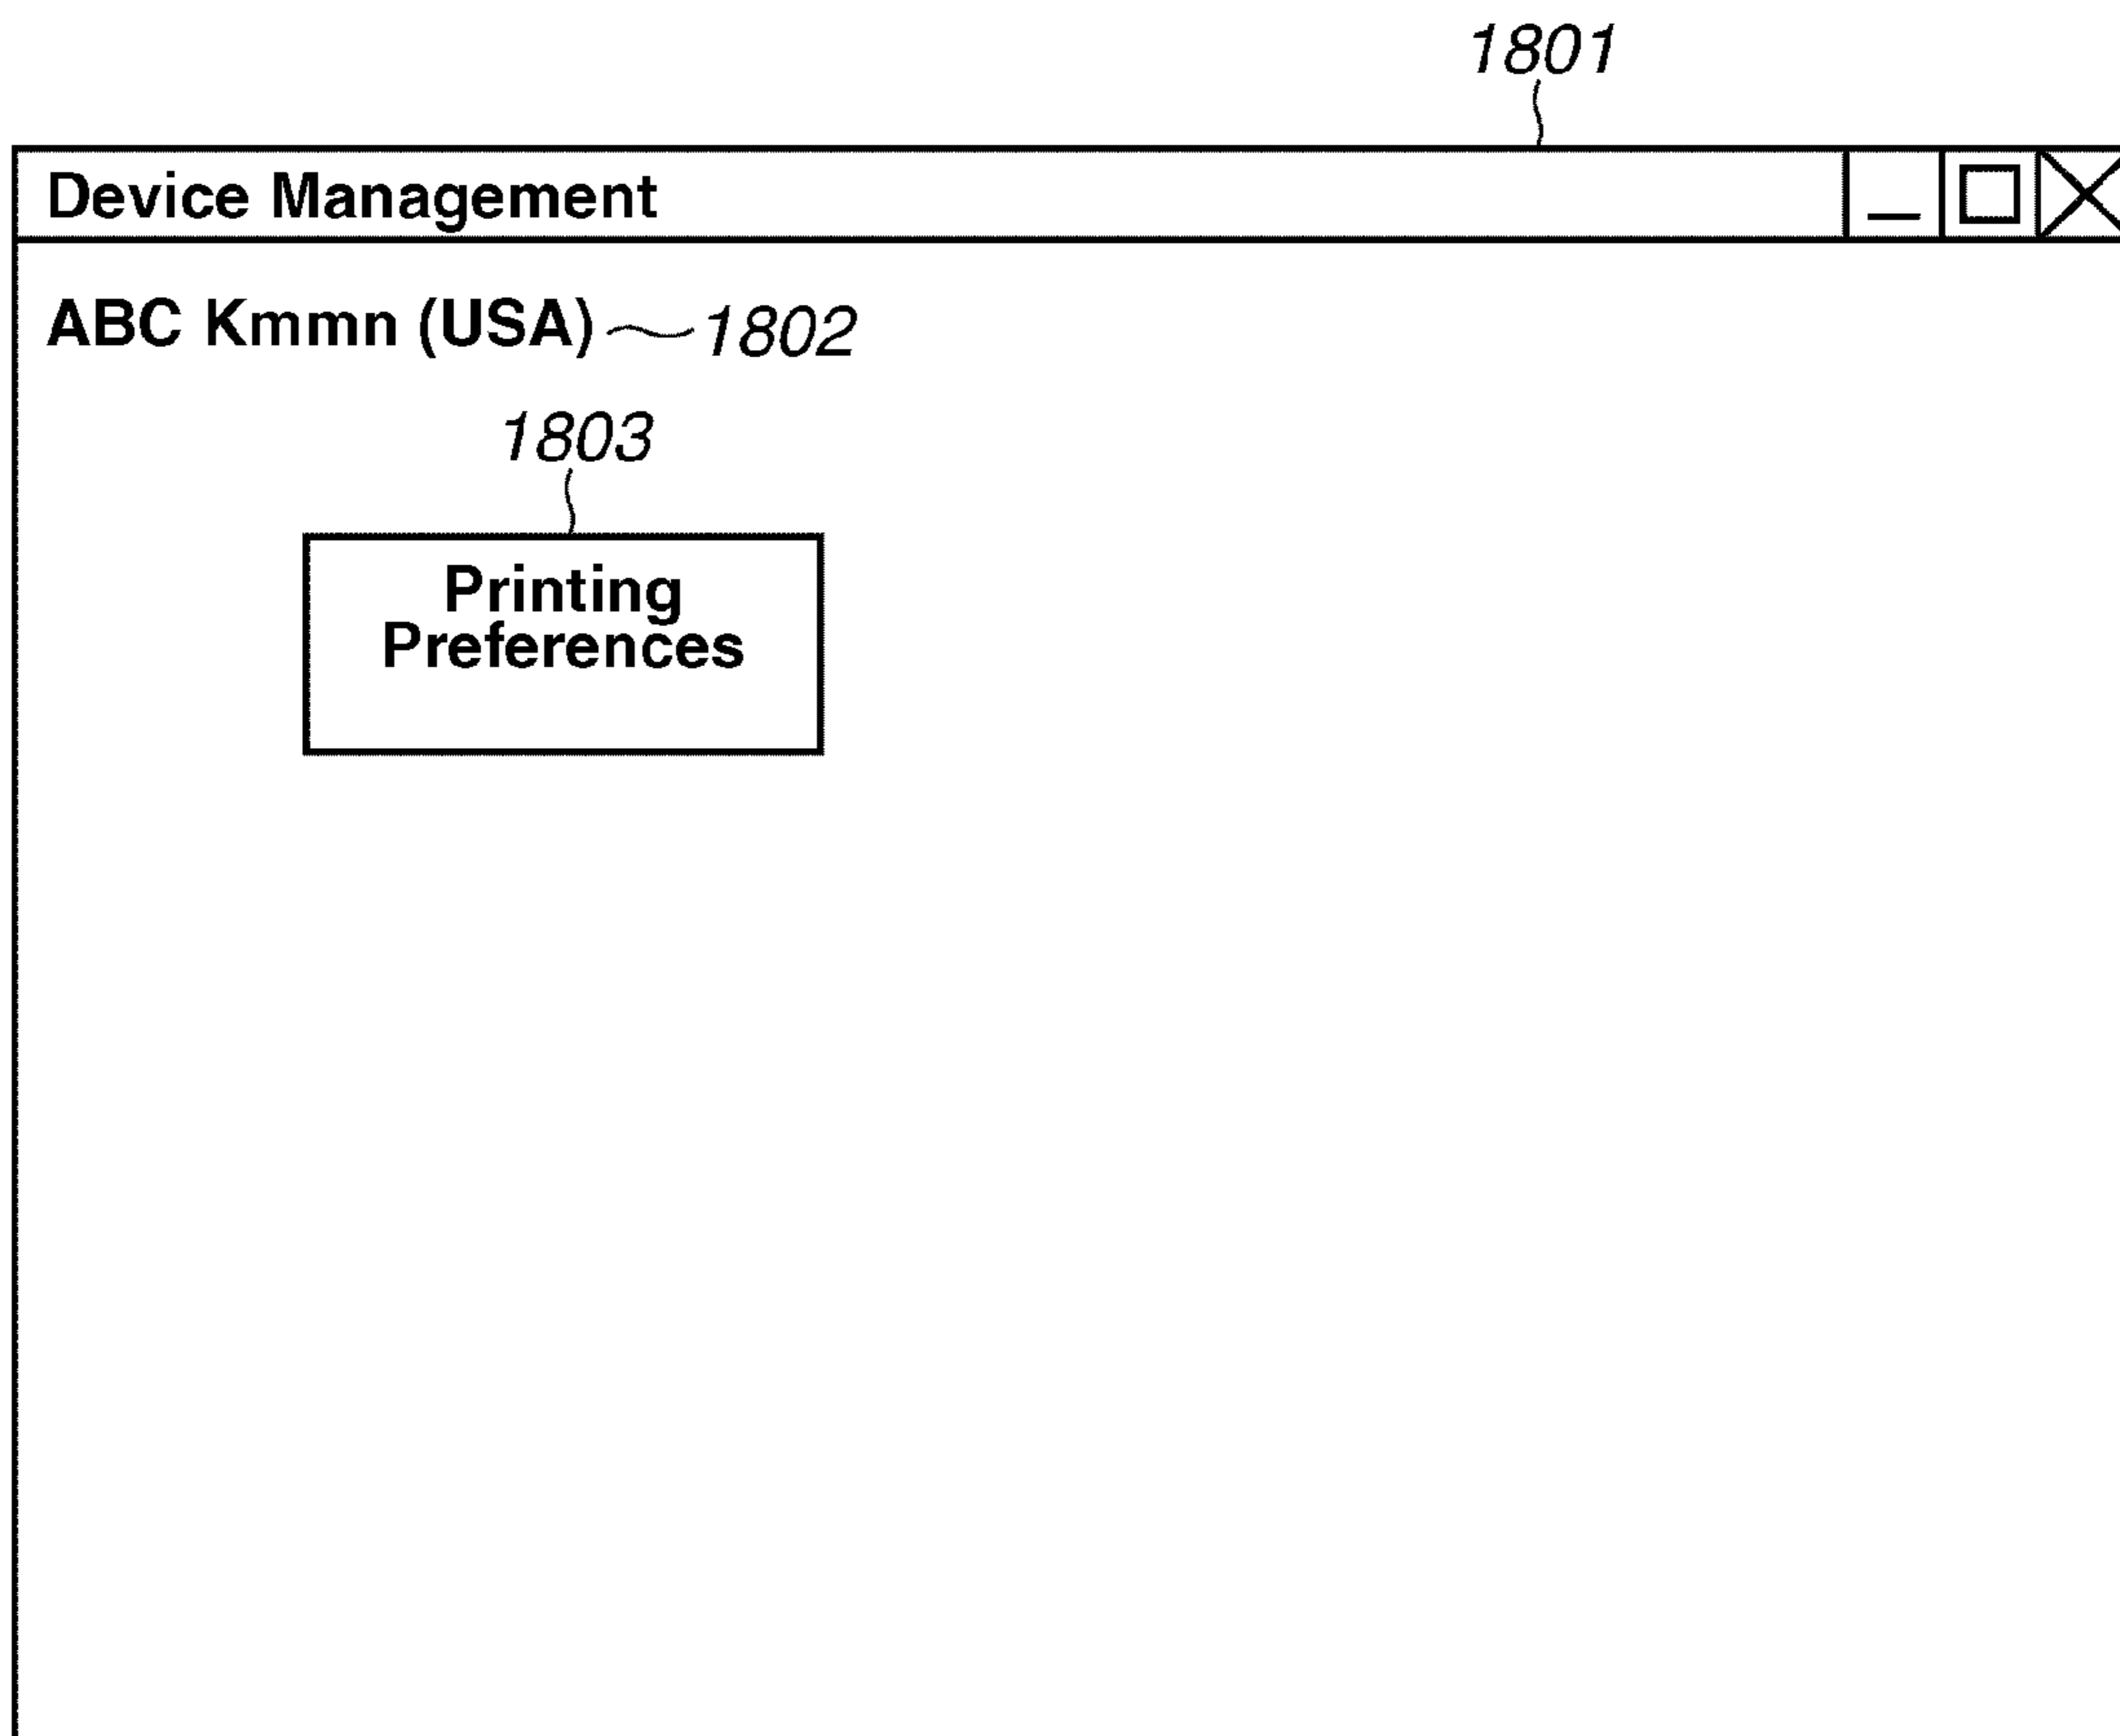 1801
Device Management
ABC Kmmn (USA) 1802
1803
Printing
Preferences